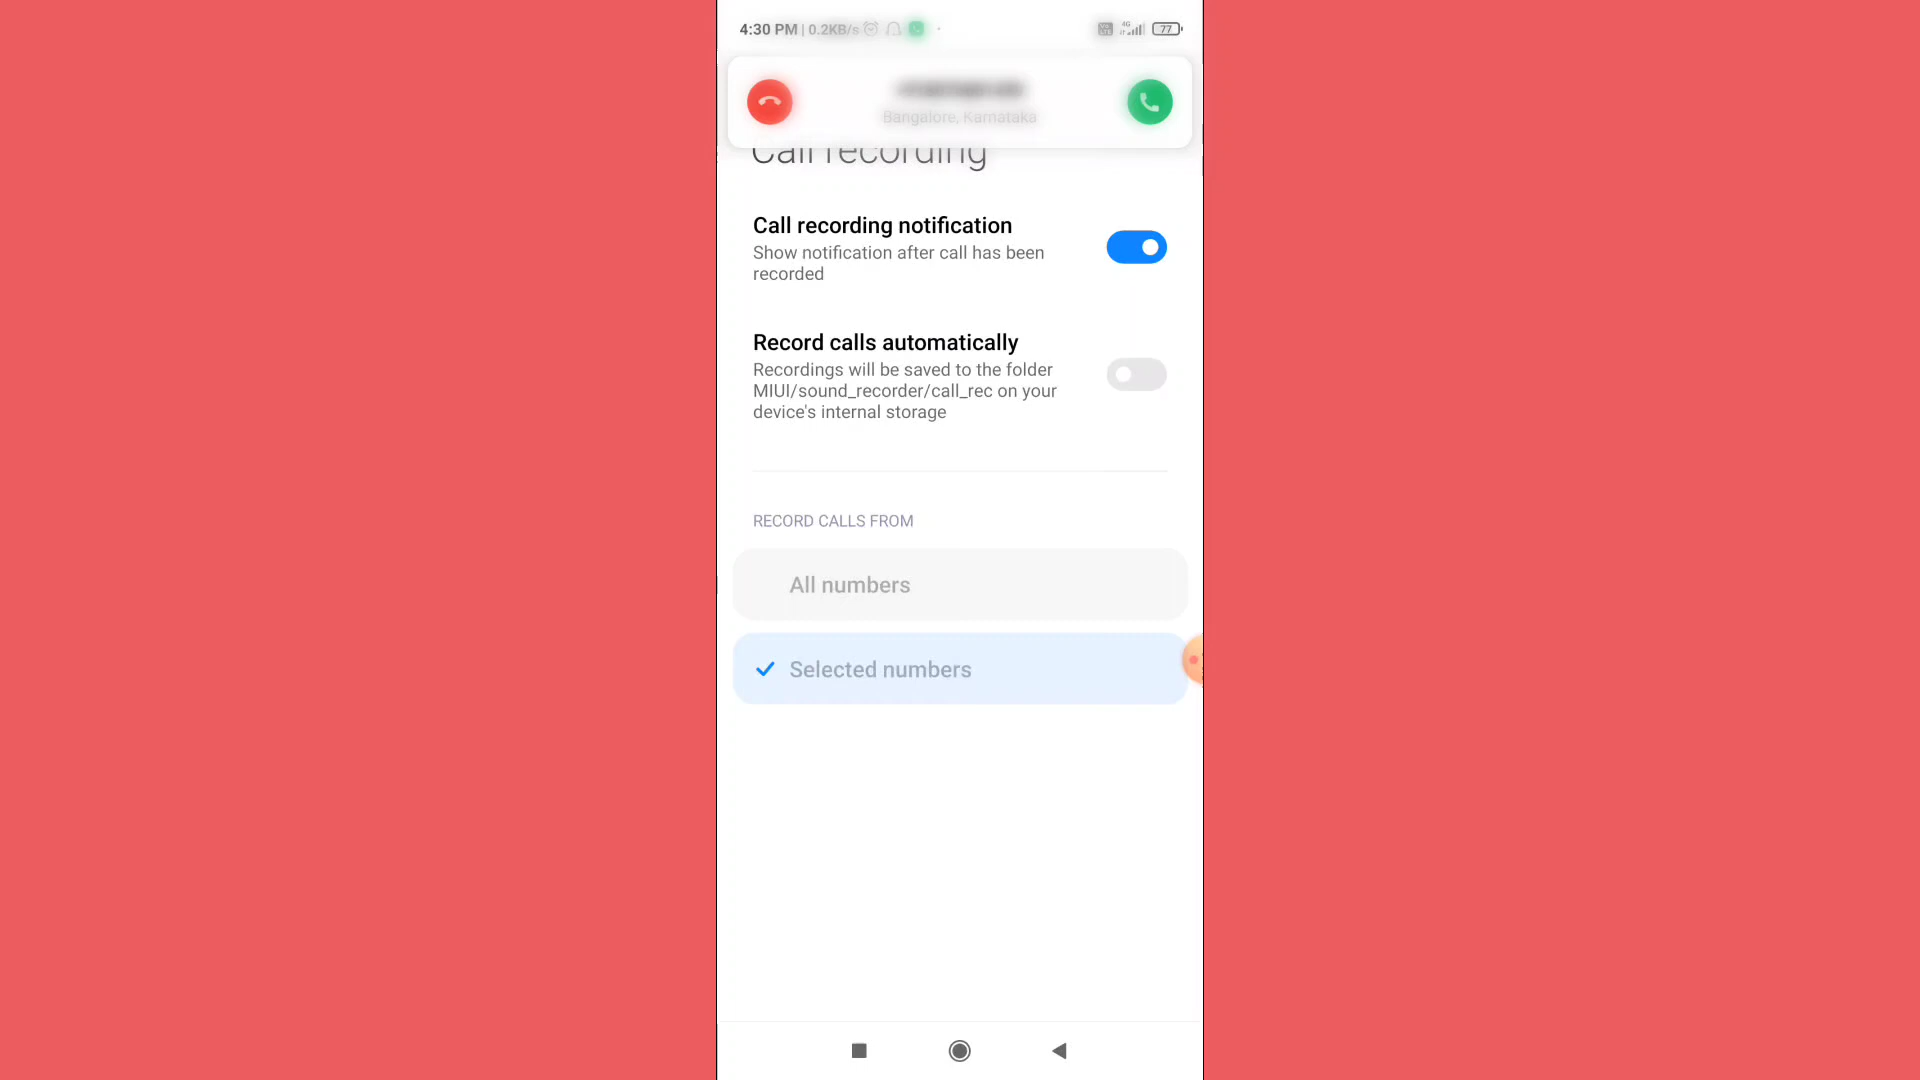 4:30 PM | 0.2KB/s
4G
77
Bangalore, Karnataka
Call recording
Call recording notification
Show notification after call has been
recorded
Record calls automatically
Recordings will be saved to the folder
MIUI/sound_recorder/call_rec on your
device's internal storage
RECORD CALLS FROM
All numbers
Selected numbers